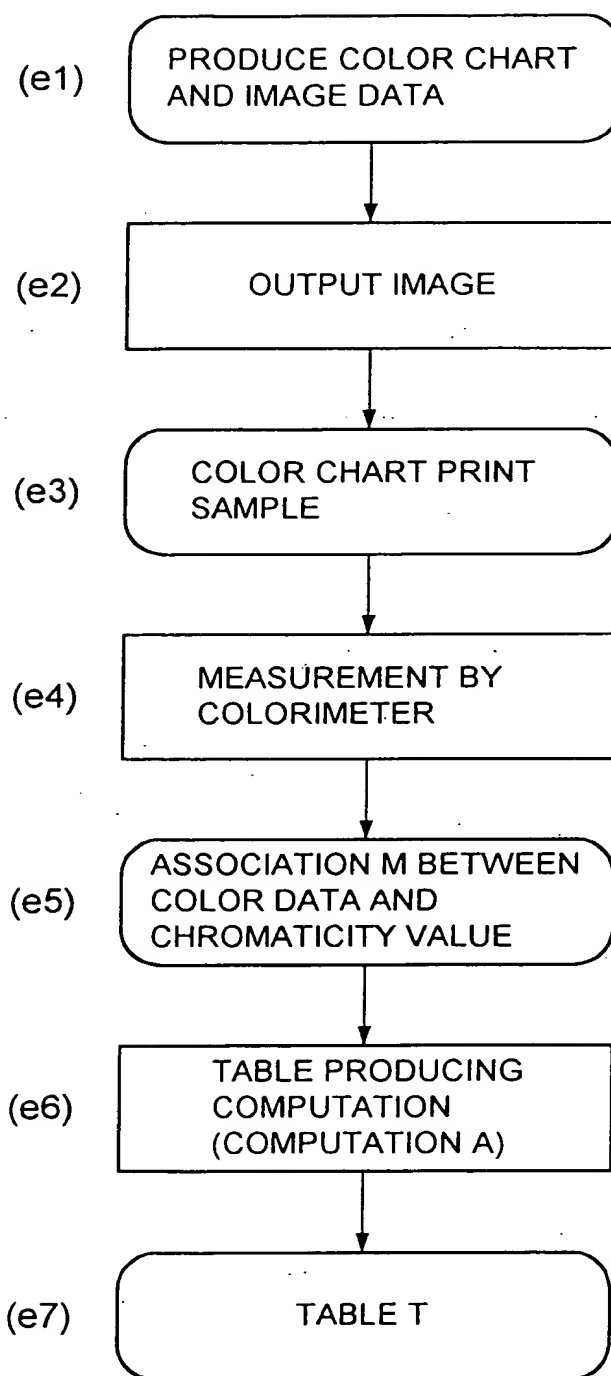 (e1)
PRODUCE COLOR CHART
AND IMAGE DATA
(e2)
OUTPUT IMAGE
(e3)
COLOR CHART PRINT
SAMPLE
(e4)
MEASUREMENT BY
COLORIMETER
(e5)
ASSOCIATION M BETWEEN
COLOR DATA AND
CHROMATICITY VALUE
(e6)
TABLE PRODUCING
COMPUTATION
(COMPUTATION A)
(e7)
TABLE T